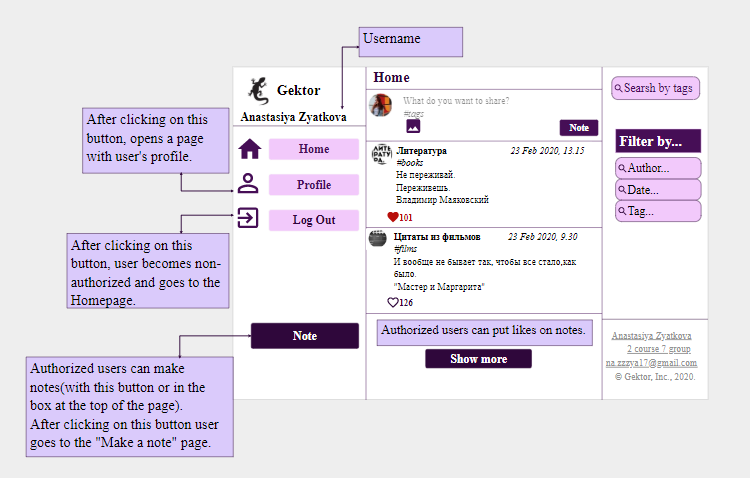 Username
Gektor
Anastasiya Zyatkova
After clicking on this
button, opens a page
with user's profile.
Home
Profile
Log Out
After clicking on this
button, user becomes non-
authorized and goes to the
Homepage.
Note
Authorized users can make
notes(with this button or in the
box at the top of the page).
After clicking on this button user
goes to the "Make a note" page.
Home
What do you want to share?
#tags
Note
ЛИТЕ
РАТУ
РА.
Литература
23 Feb 2020, 13.15
#books
Не переживай.
Переживешь.
Владимир Маяковский
101
Цитаты из фильмов
23 Feb 2020, 9.30
#films
И вообще не бывает так, чтобы все стало,как
было.
"Мастер и Маргарита"
126
Authorized users can put likes on notes.
Show more
Searsh by tags
Filter by...
Author...
Date...
Tag...
Anastasiya Zyatkova
2 course 7 group
na.zzzya17@gmail.com
© Gektor, Inc., 2020.